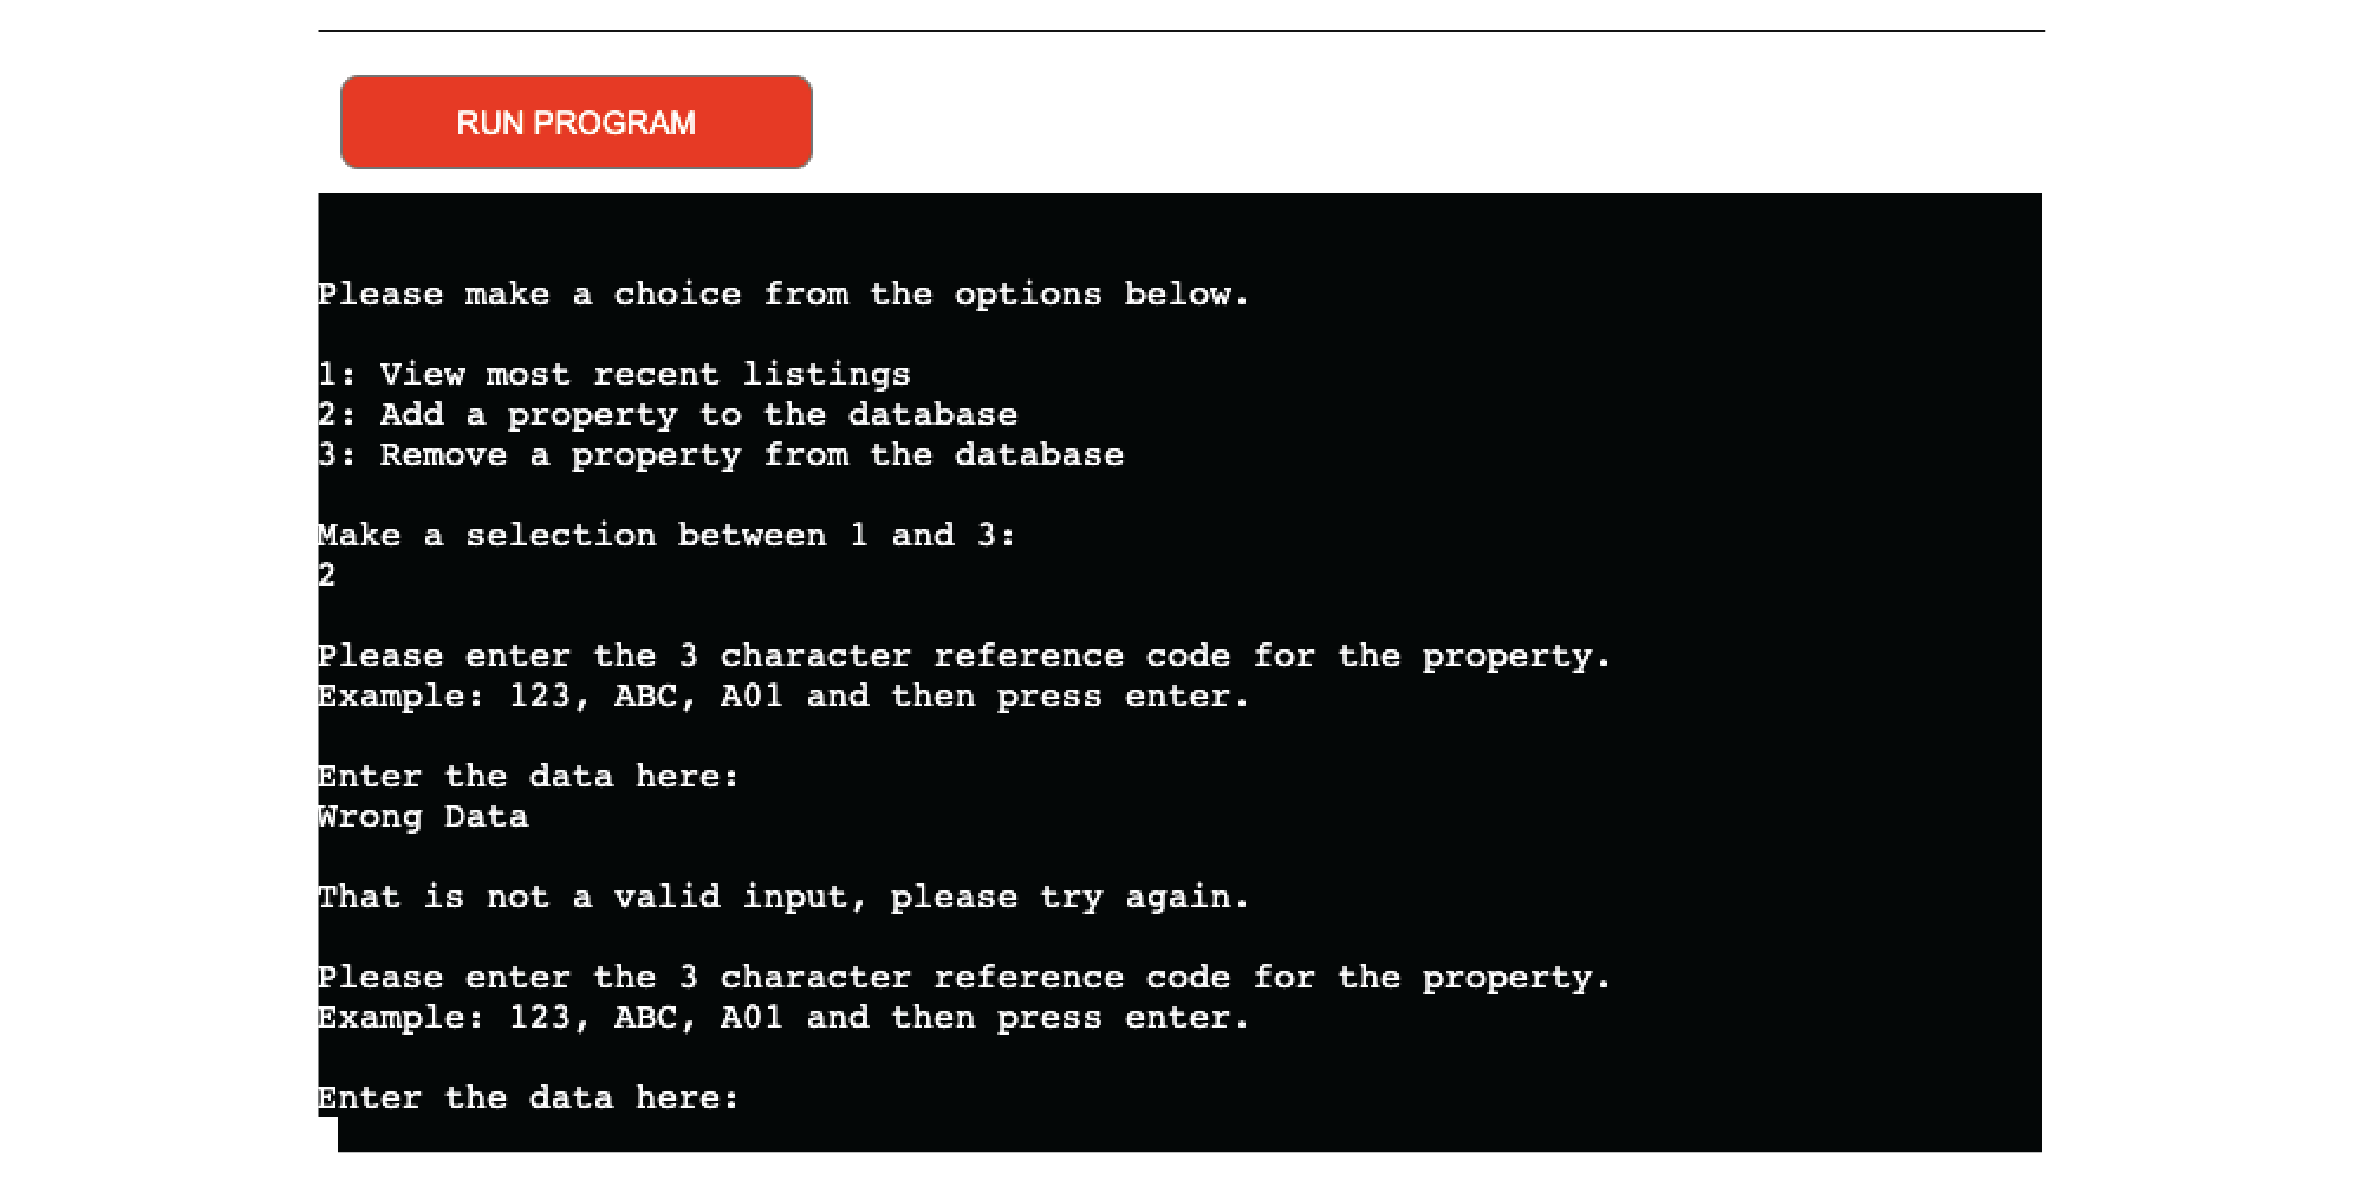 RUN PROGRAM
Please make a choice from the options below.
1: View most recent listings
2: Add a property to the database
3: Remove a property from the database
Make a selection between 1 and 3:
2
Please enter the 3 character reference code for the property.
Example: 123, ABC, A01 and then press enter.
Enter the data here:
Wrong Data
That is not a valid input, please try again.
Please enter the 3 character reference code for the property.
Example: 123, ABC, A01 and then press enter.
Enter the data here: